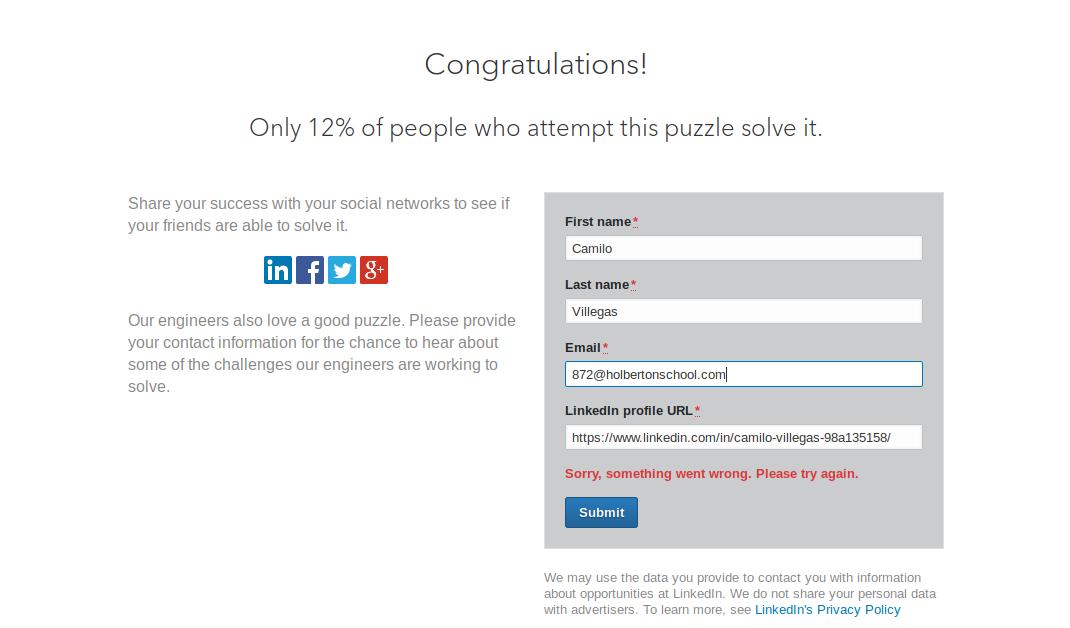 Congratulations!
Only 12% of people who attempt this puzzle solve it.
Share your success with your social networks to see if
your friends are able to solve it.
in f g+
Our engineers also love a good puzzle. Please provide
your contact information for the chance to hear about
some of the challenges our engineers are working to
solve.
First name*
Camilo
Last name*
Villegas
Email*
872@holbertonschool.com
LinkedIn profile URL*
https://www.linkedin.com/in/camilo-villegas-98a135158/
Sorry, something went wrong. Please try again.
Submit
We may use the data you provide to contact you with information
about opportunities at LinkedIn. We do not share your personal data
with advertisers. To learn more, see LinkedIn's Privacy Policy